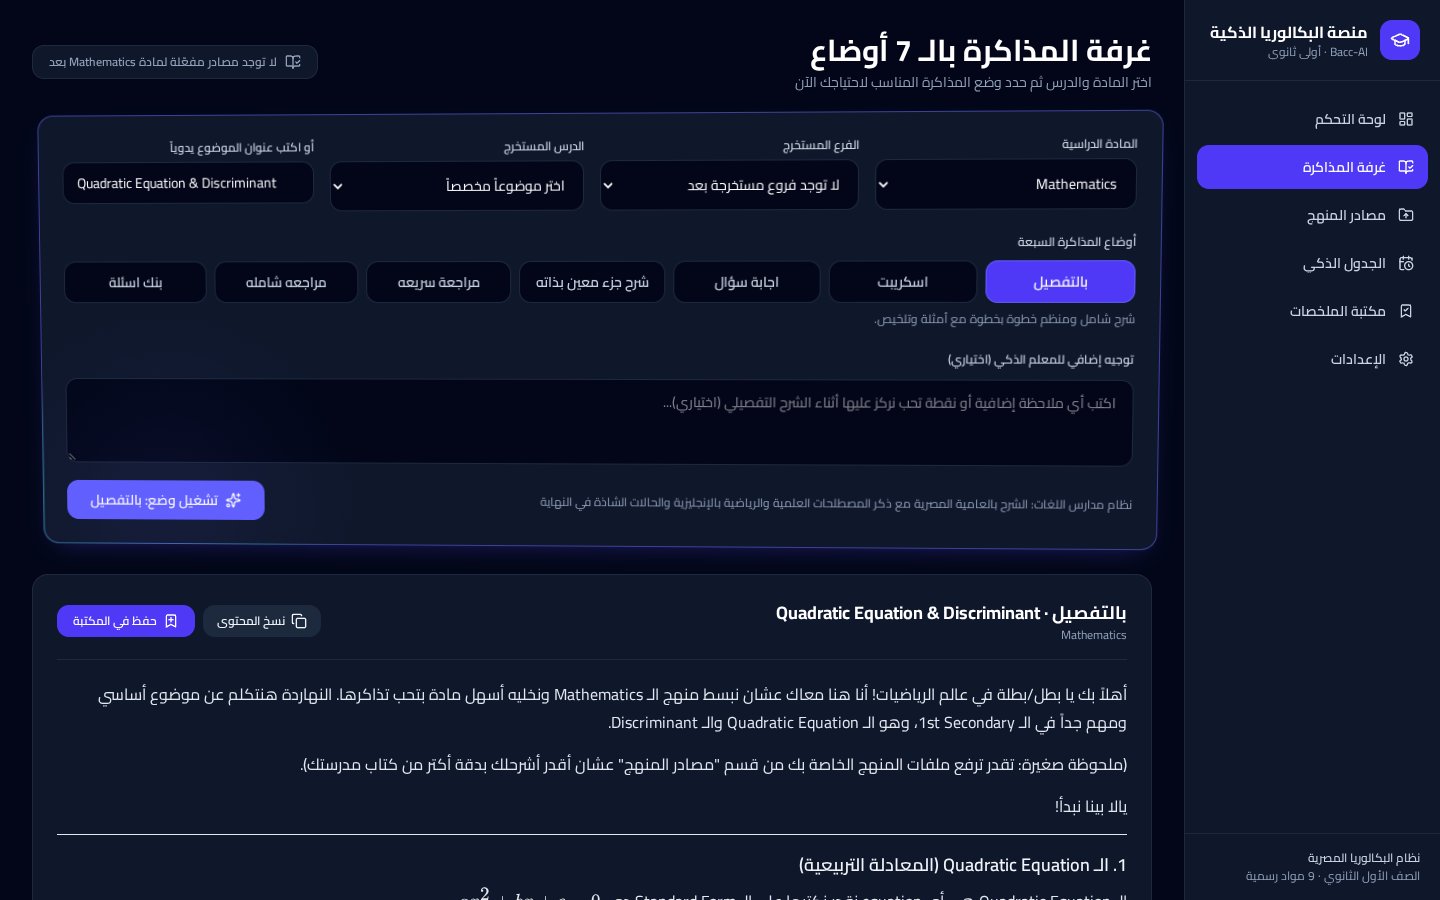 منصة البكالوريا الذكية
Bacc-AI · أولى ثانوي
لوحة التحكم
غرفة المذاكرة
مصادر المنهج
الجدول الذكي
مكتبة الملخصات
الإعدادات
نظام البكالوريا المصرية
الصف الأول الثانوي · 9 مواد رسمية
غرفة المذاكرة بالـ 7 أوضاع
اختر المادة والدرس ثم حدد وضع المذاكرة المناسب لاحتياجك الآن
لا توجد مصادر مفعّلة لمادة Mathematics بعد
المادة الدراسية
Mathematics
الفرع المستخرج
لا توجد فروع مستخرجة بعد
الدرس المستخرج
اختر موضوعاً مخصصاً
أو اكتب عنوان الموضوع يدوياً
Quadratic Equation & Discriminant
أوضاع المذاكرة السبعة
بالتفصيل
اسكريبت
اجابة سؤال
شرح جزء معين بذاته
مراجعة سريعه
مراجعه شامله
بنك اسئلة
شرح شامل ومنظم خطوة بخطوة مع أمثلة وتلخيص.
توجيه إضافي للمعلم الذكي (اختياري)
اكتب أي ملاحظة إضافية أو نقطة تحب نركز عليها أثناء الشرح التفصيلي (اختياري)...
نظام مدارس اللغات: الشرح بالعامية المصرية مع ذكر المصطلحات العلمية والرياضية بالإنجليزية والحالات الشاذة في النهاية
تشغيل وضع: بالتفصيل
بالتفصيل · Quadratic Equation & Discriminant
Mathematics
نسخ المحتوى
حفظ في المكتبة
أهلاً بك يا بطل/بطلة في عالم الرياضيات! أنا هنا معاك عشان نبسط منهج الـ Mathematics ونخليه أسهل مادة بتحب تذاكرها. النهاردة هنتكلم عن موضوع أساسي
ومهم جداً في الـ 1st Secondary، وهو الـ Quadratic Equation والـ Discriminant.
(ملحوظة صغيرة: تقدر ترفع ملفات المنهج الخاصة بك من قسم "مصادر المنهج" عشان أقدر أشرحلك بدقة أكتر من كتاب مدرستك).
يالا بينا نبدأ!
1. الـ Quadratic Equation (المعادلة التربيعية)